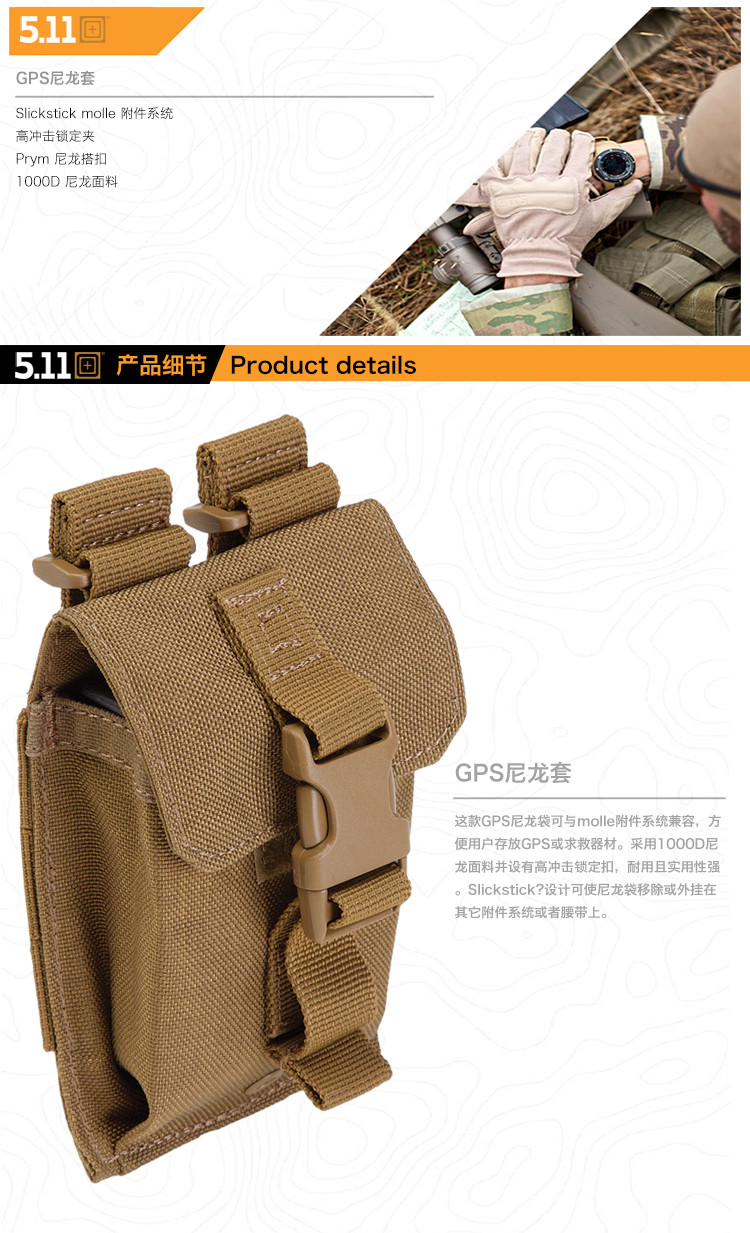 5.11
GPS尼龙套
Slickstick molle 附件系统
高冲击锁定夹
Prym 尼龙搭扣
1000D 尼龙面料
5.11 产品细节 Product details
GPS尼龙套
这款GPS尼龙袋可与molle附件系统兼容，方
便用户存放GPS或求救器材。采用1000D尼
龙面料并设有高冲击锁定扣，耐用且实用性强
。Slickstick?设计可使尼龙袋移除或外挂在
其它附件系统或者腰带上。